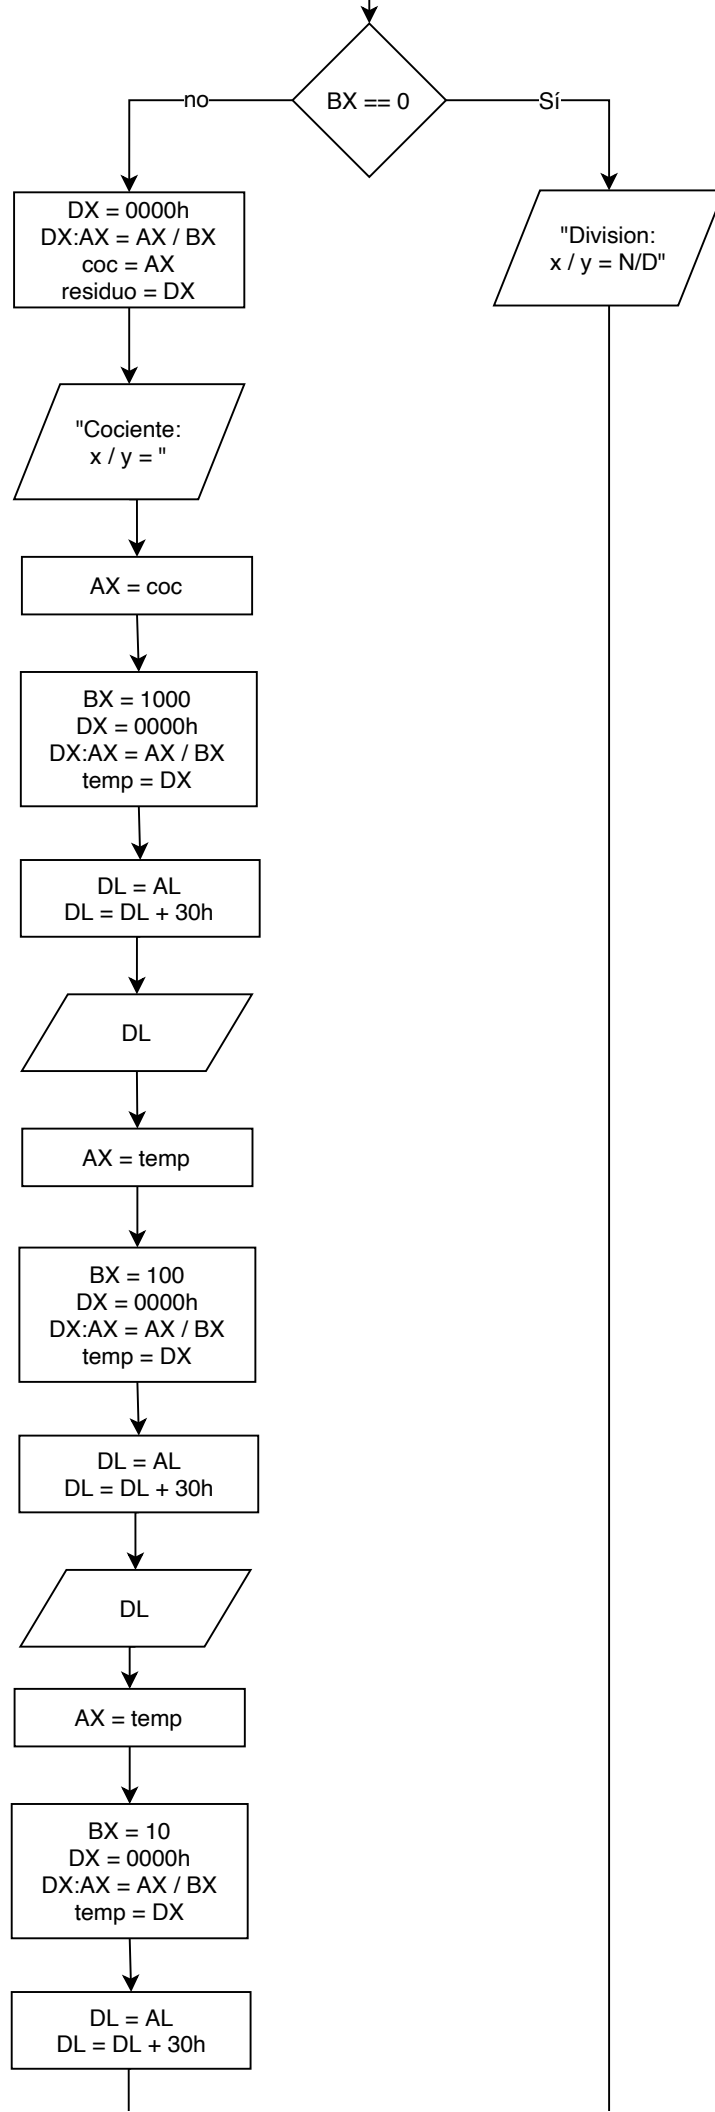 BX == 0
no
Sí
DX = 0000h
DX:AX = AX / BX
coc = AX
residuo = DX
"Division:
x / y = N/D"
"Cociente:
x / y = "
AX = coc
BX = 1000
DX = 0000h
DX:AX = AX / BX
temp = DX
DL = AL
DL = DL + 30h
DL
AX = temp
BX = 100
DX = 0000h
DX:AX = AX / BX
temp = DX
DL = AL
DL = DL + 30h
DL
AX = temp
BX = 10
DX = 0000h
DX:AX = AX / BX
temp = DX
DL = AL
DL = DL + 30h